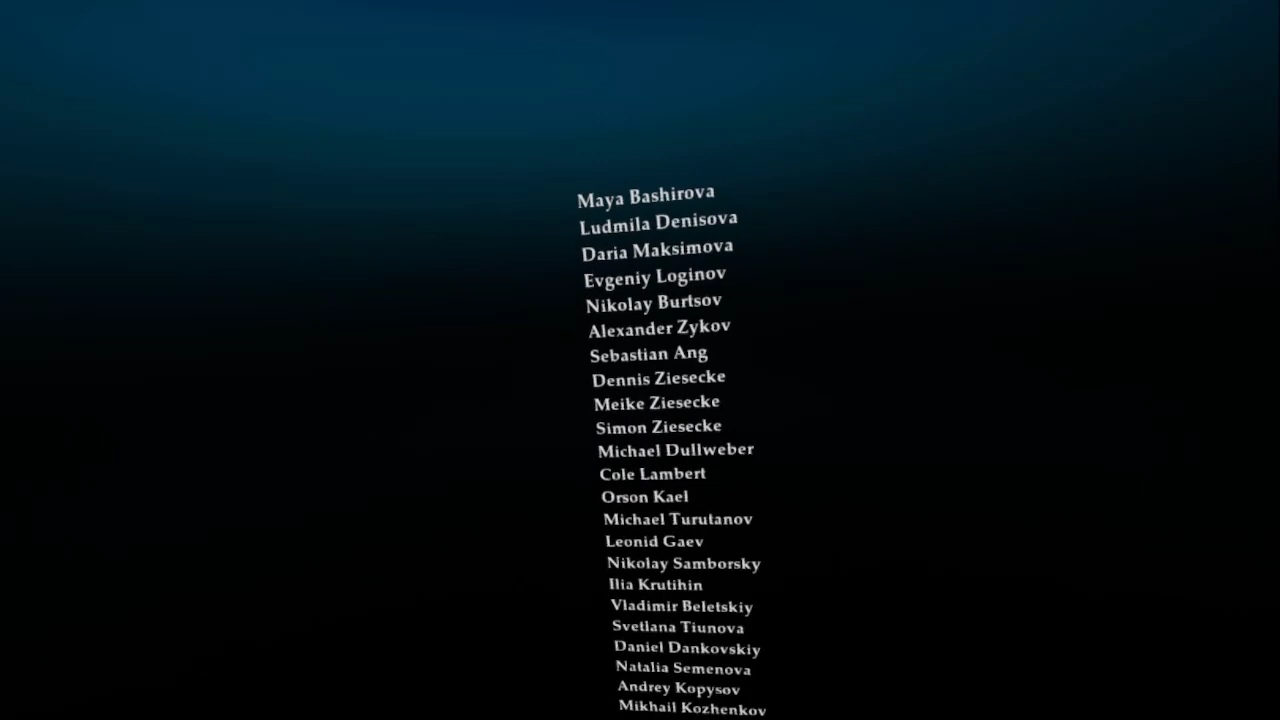 Maya Bashirova
Ludmila Denisova
Daria Maksimova
Evgeniy Loginov
Nikolay Burtsov
Alexander Zykov
Sebastian Ang
Dennis Ziesecke
Meike Ziesecke
Simon Ziesecke
Michael Dullweber
Cole Lambert
Orson Kael
Michael Turutanov
Leonid Gaev
Nikolay Samborsky
Ilia Krutihin
Vladimir Beletskiy
Svetlana Tiunova
Daniel Dankovskiy
Natalia Semenova
Andrey Kopysov
Mikhail Kozhenkov